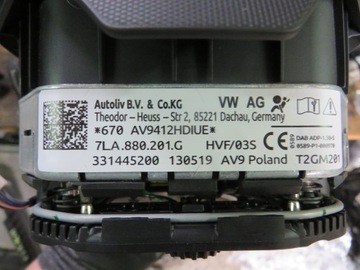 Autoliv B.V. & Co.KG VW AG
Theodor - Heuss - Str 2, 85221 Dachau, Germany
*670 AV9412HDIUE*
7LA.880.201.G HVF/03S
331445200 130519 AV9 Poland T2GM201